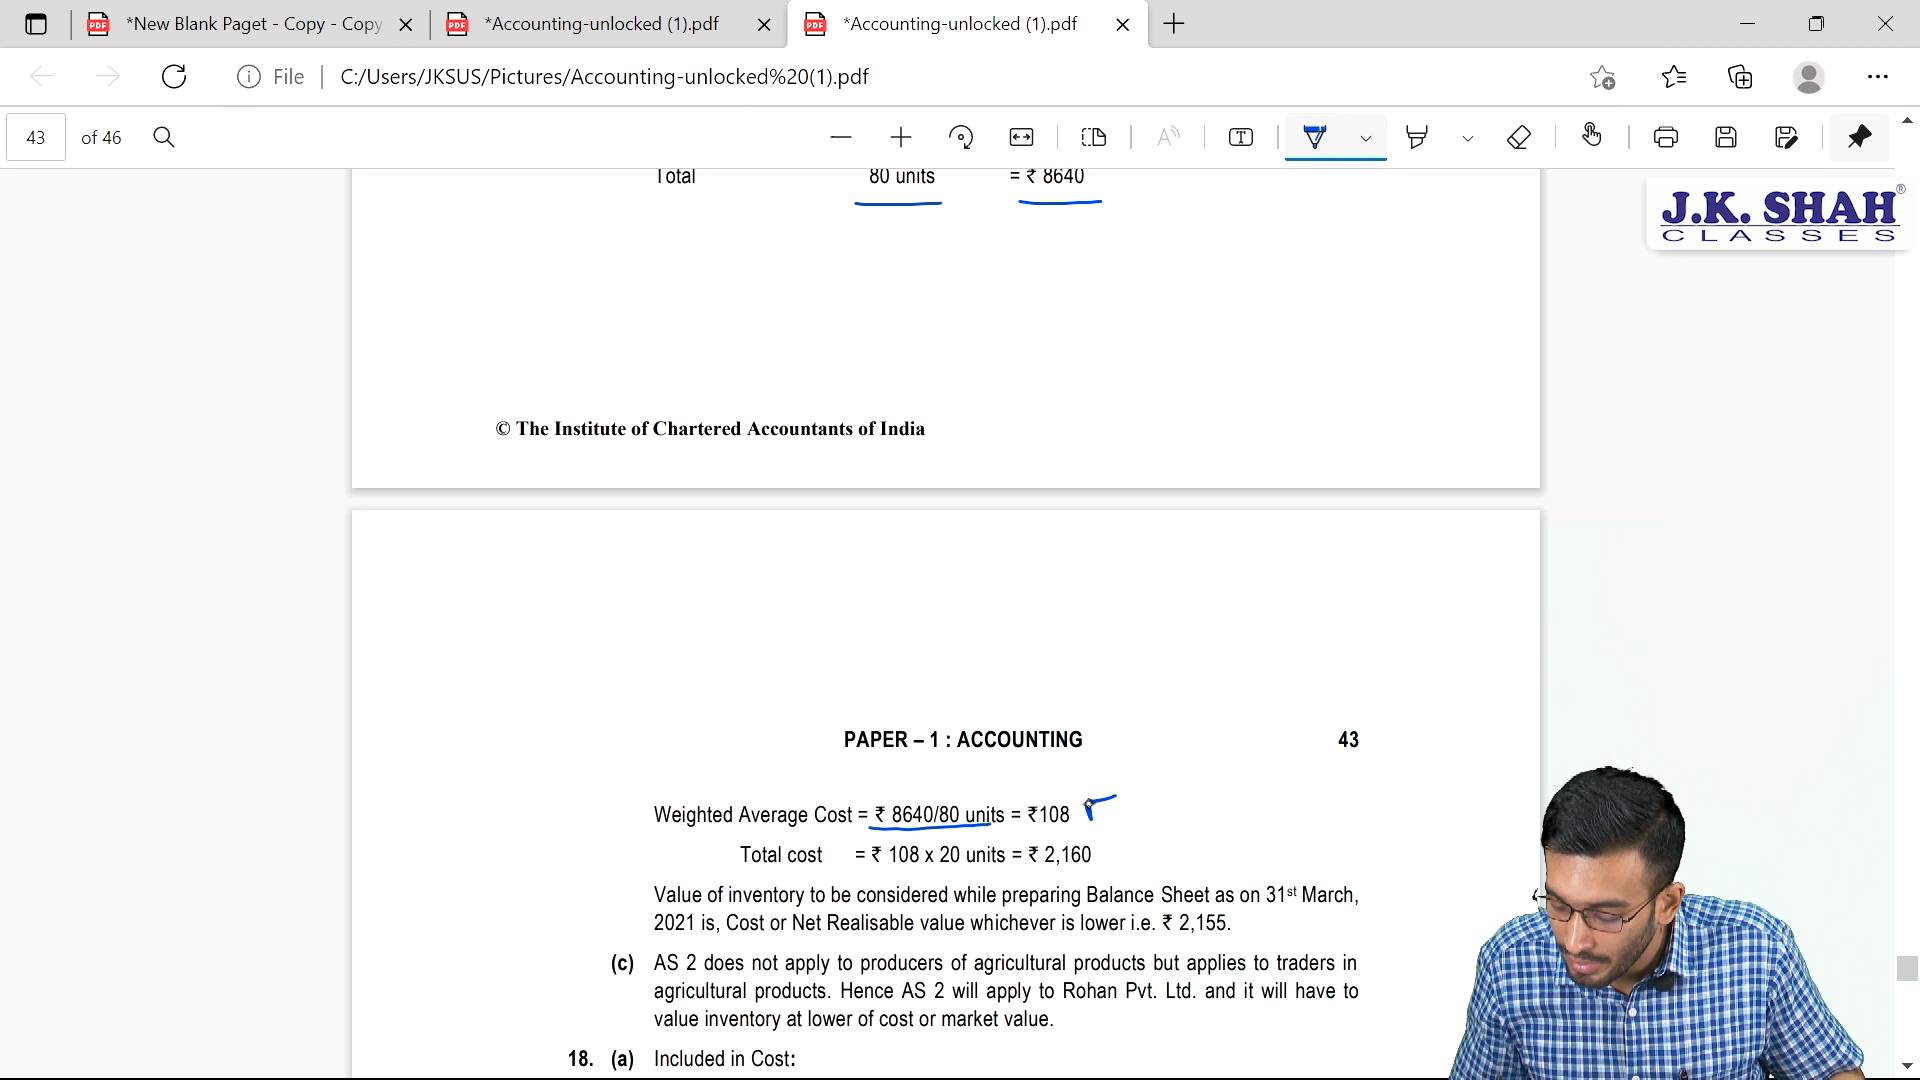 *New Blank Paget - Copy - Copy
*Accounting-unlocked (1).pdf
*Accounting-unlocked (1).pdf
File
C:/Users/JKSUS/Pictures/Accounting-unlocked%20(1).pdf
43 of 46
Total 80 units = ₹ 8640
J.K. SHAH®
CLASSES
© The Institute of Chartered Accountants of India
PAPER – 1 : ACCOUNTING 43
Weighted Average Cost = ₹ 8640/80 units = ₹108
Total cost = ₹ 108 x 20 units = ₹ 2,160
Value of inventory to be considered while preparing Balance Sheet as on 31st March,
2021 is, Cost or Net Realisable value whichever is lower i.e. ₹ 2,155.
(c) AS 2 does not apply to producers of agricultural products but applies to traders in
agricultural products. Hence AS 2 will apply to Rohan Pvt. Ltd. and it will have to
value inventory at lower of cost or market value.
18. (a) Included in Cost: